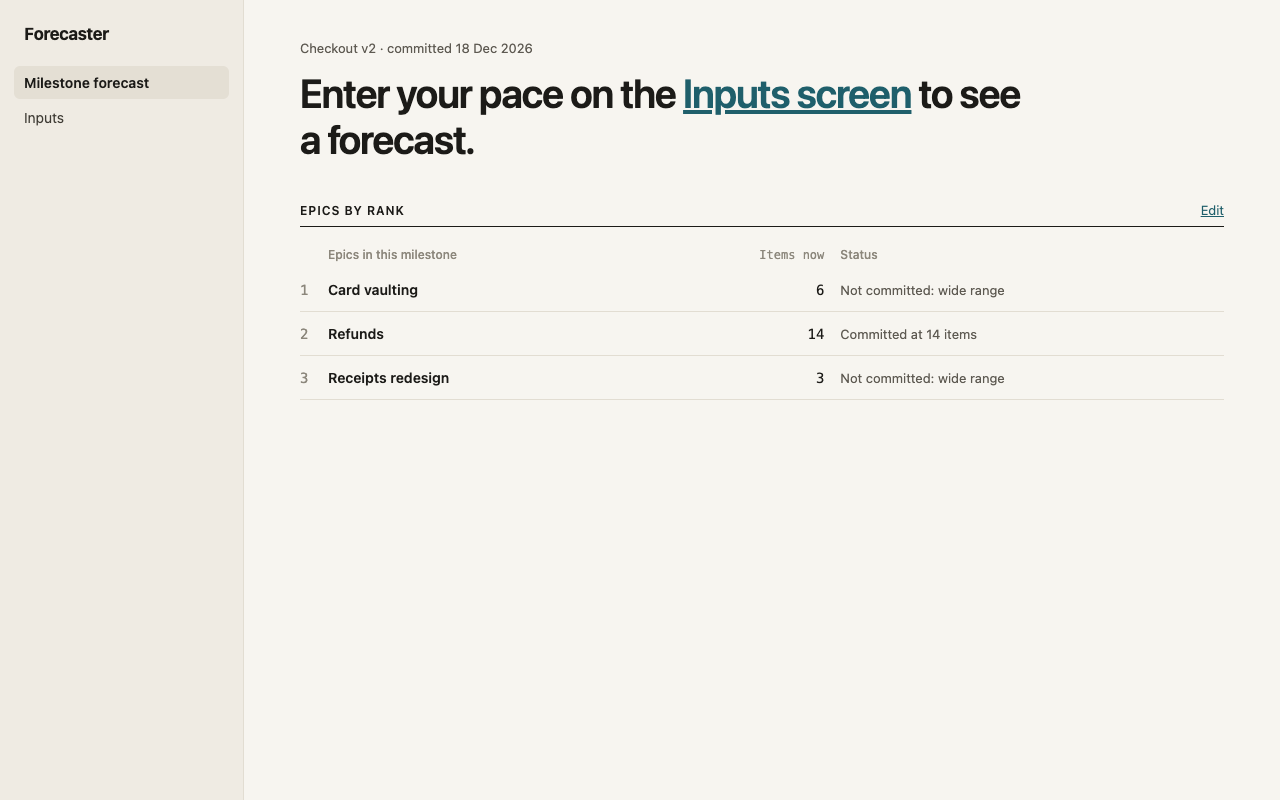 Forecaster
Milestone forecast
Inputs
Checkout v2 · committed 18 Dec 2026
Enter your pace on the Inputs screen to see
a forecast.
EPICS BY RANK Edit
Epics in this milestone Items now Status
1 Card vaulting 6 Not committed: wide range
2 Refunds 14 Committed at 14 items
3 Receipts redesign 3 Not committed: wide range